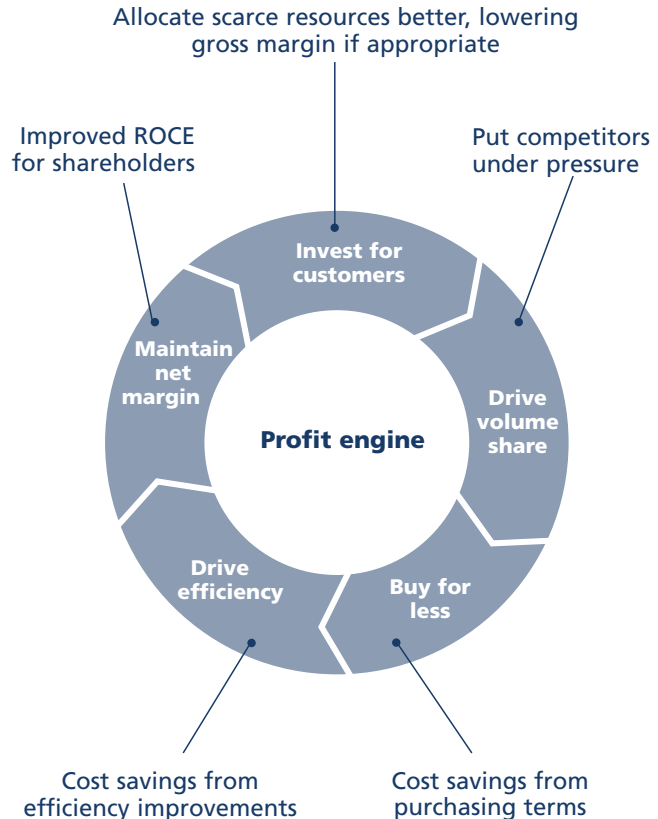 Allocate scarce resources better, lowering
gross margin if appropriate
Improved ROCE
for shareholders
Put competitors
under pressure
Invest for
customers
Maintain
net
margin
Drive
volume
share
Profit engine
Drive
efficiency
Buy for
less
Cost savings from
efficiency improvements
Cost savings from
purchasing terms